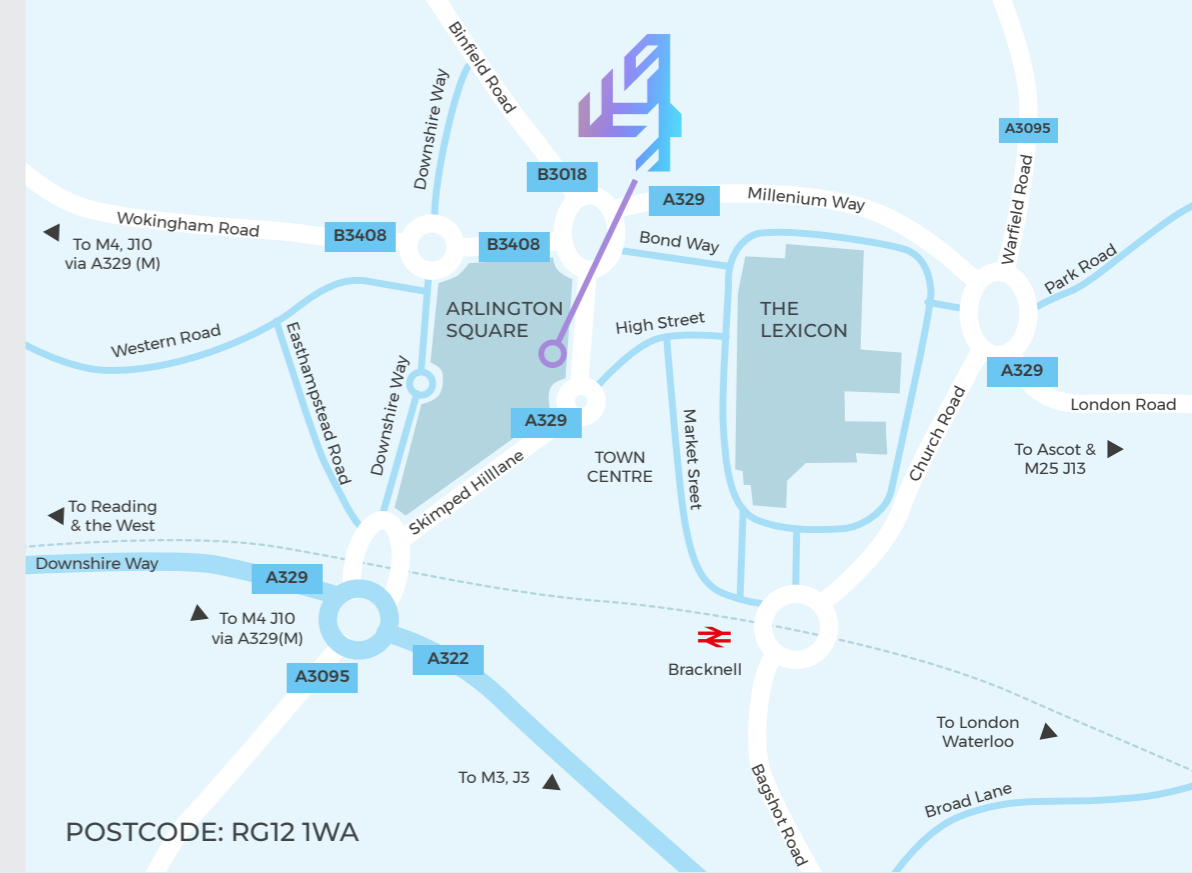 Binfield Road
Downshire Way
A3095
B3018
A329
Millenium Way
Warfield Road
Wokingham Road
B3408
B3408
Bond Way
Park Road
To M4, J10
via A329 (M)
ARLINGTON
SQUARE
THE
LEXICON
High Street
Western Road
Easthampstead Road
Downshire Way
A329
London Road
Church Road
A329
Market Sreet
TOWN
CENTRE
To Ascot &
M25 J13
Skimped Hilllane
To Reading
& the West
Downshire Way
A329
To M4 J10
via A329(M)
A322
A3095
Bracknell
To London
Waterloo
To M3, J3
Bagshot Road
Broad Lane
POSTCODE: RG12 1WA